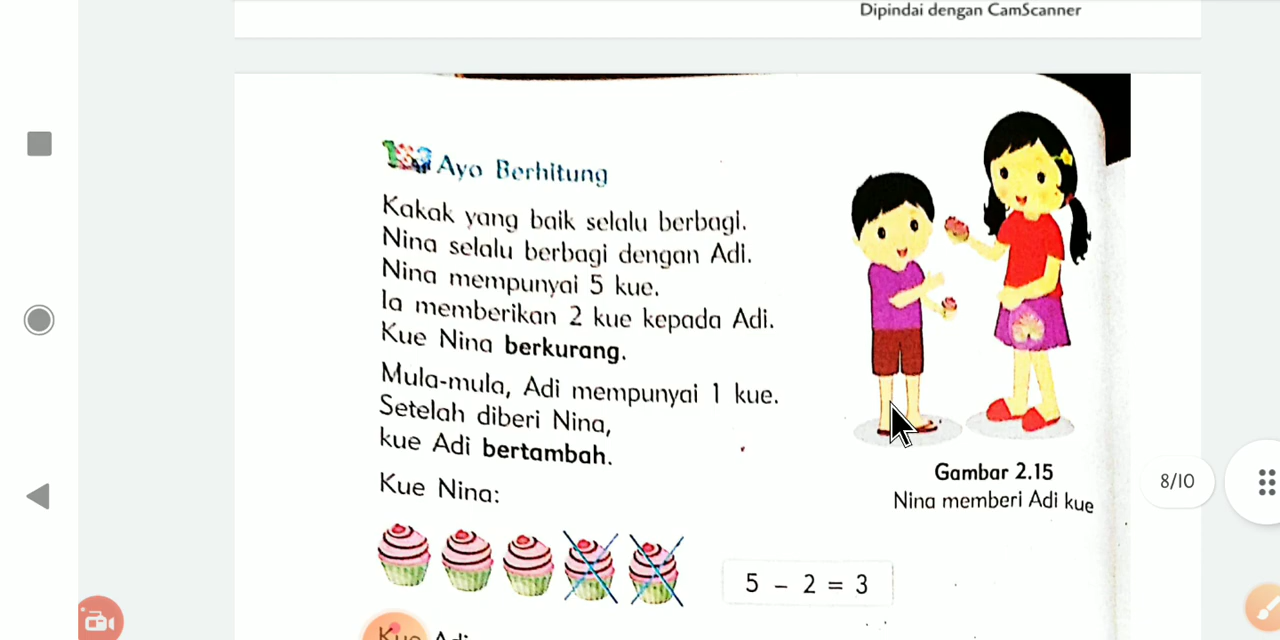 Dipindai dengan CamScanner
Ayo Berhitung
Kakak yang baik selalu berbagi.
Nina selalu berbagi dengan Adi.
Nina mempunyai 5 kue.
Ia memberikan 2 kue kepada Adi.
Kue Nina berkurang.
Mula-mula, Adi mempunyai 1 kue.
Setelah diberi Nina,
kue Adi bertambah.
Gambar 2.15
Nina memberi Adi kue
8/10
Kue Nina:
5 - 2 = 3
Kue Adi: